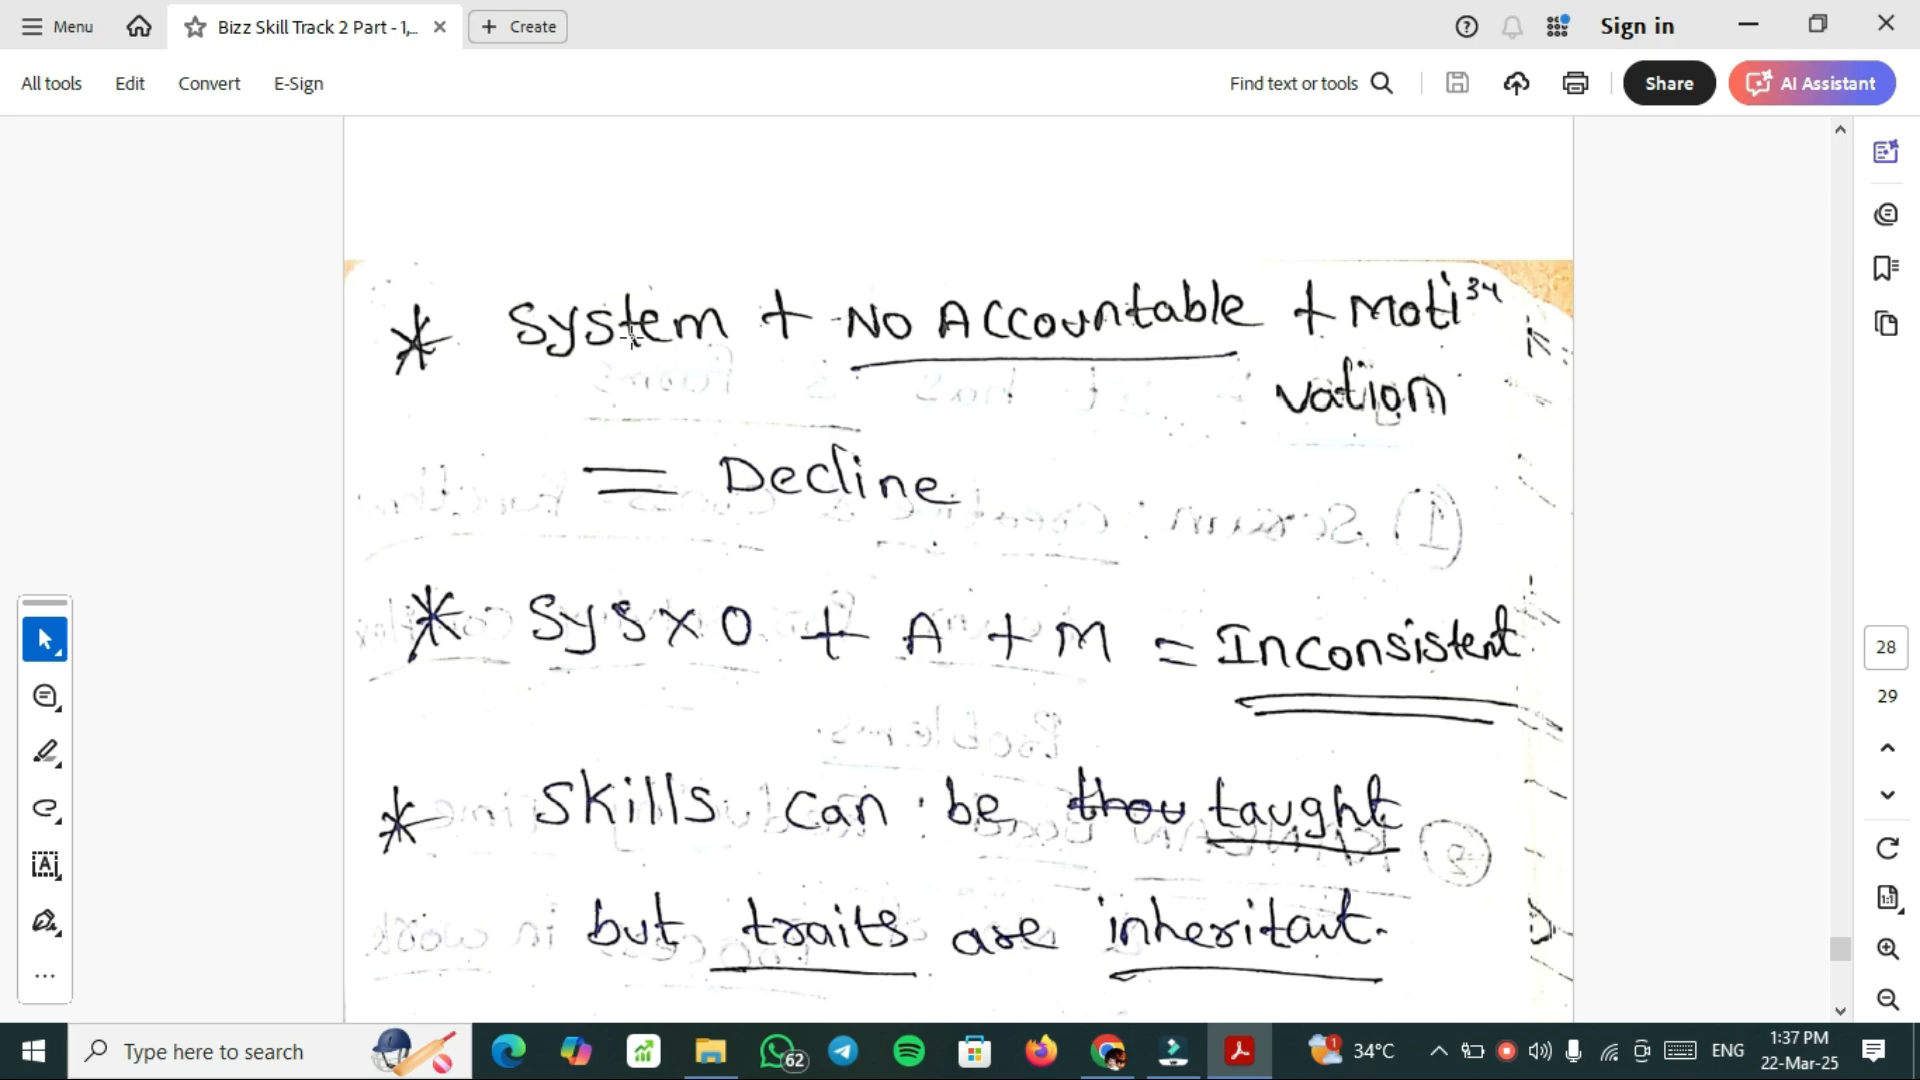 Menu
Bizz Skill Track 2 Part - 1,...
Create
Sign in
All tools
Edit
Convert
E-Sign
Find text or tools
Share
AI Assistant
* System + No Accountable + Moti 34
vation
= Decline
* Sys x 0 + A + M = Inconsistent
* Skills can be thou taught
but traits are inheritait.
28
29
Type here to search
62
1
34°C
ENG
1:37 PM
22-Mar-25